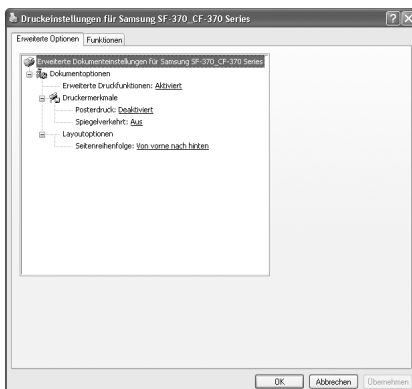 Druckeinstellungen für Samsung SF-370_CF-370 Series
Erweiterte Optionen Funktionen
Erweiterte Dokumenteinstellungen für Samsung SF-370_CF-370 Series
Dokumentoptionen
Erweiterte Druckfunktionen: Aktiviert
Druckermerkmale
Posterdruck: Deaktiviert
Spiegelverkehrt: Aus
Layoutoptionen
Seitenreihenfolge: Von vorne nach hinten
OK Abbrechen Übernehmen